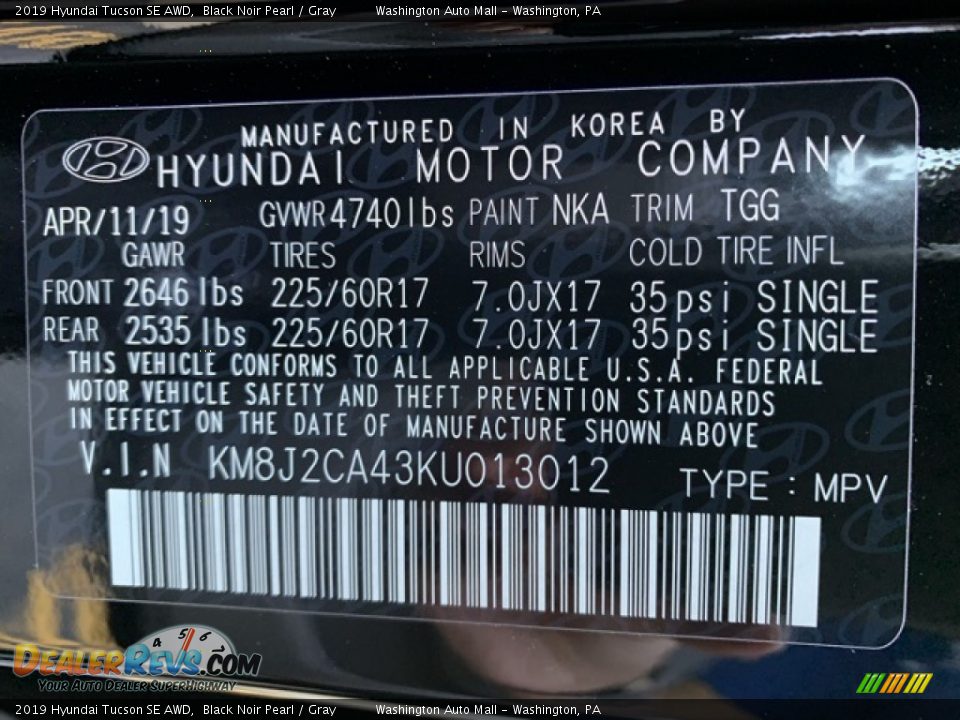 2019 Hyundai Tucson SE AWD, Black Noir Pearl / Gray Washington Auto Mall - Washington, PA
MANUFACTURED IN KOREA BY
HYUNDAI MOTOR COMPANY
APR/11/19 GVWR 4740lbs PAINT NKA TRIM TGG
GAWR TIRES RIMS COLD TIRE INFL
FRONT 2646 lbs 225/60R17 7.0JX17 35psi SINGLE
REAR 2535 lbs 225/60R17 7.0JX17 35psi SINGLE
THIS VEHICLE CONFORMS TO ALL APPLICABLE U.S.A. FEDERAL
MOTOR VEHICLE SAFETY AND THEFT PREVENTION STANDARDS
IN EFFECT ON THE DATE OF MANUFACTURE SHOWN ABOVE
V.I.N KM8J2CA43KU013012 TYPE : MPV
4 5 6
DEALERREVS.COM
YOUR AUTO DEALER SUPERHIGHWAY
2019 Hyundai Tucson SE AWD, Black Noir Pearl / Gray Washington Auto Mall - Washington, PA